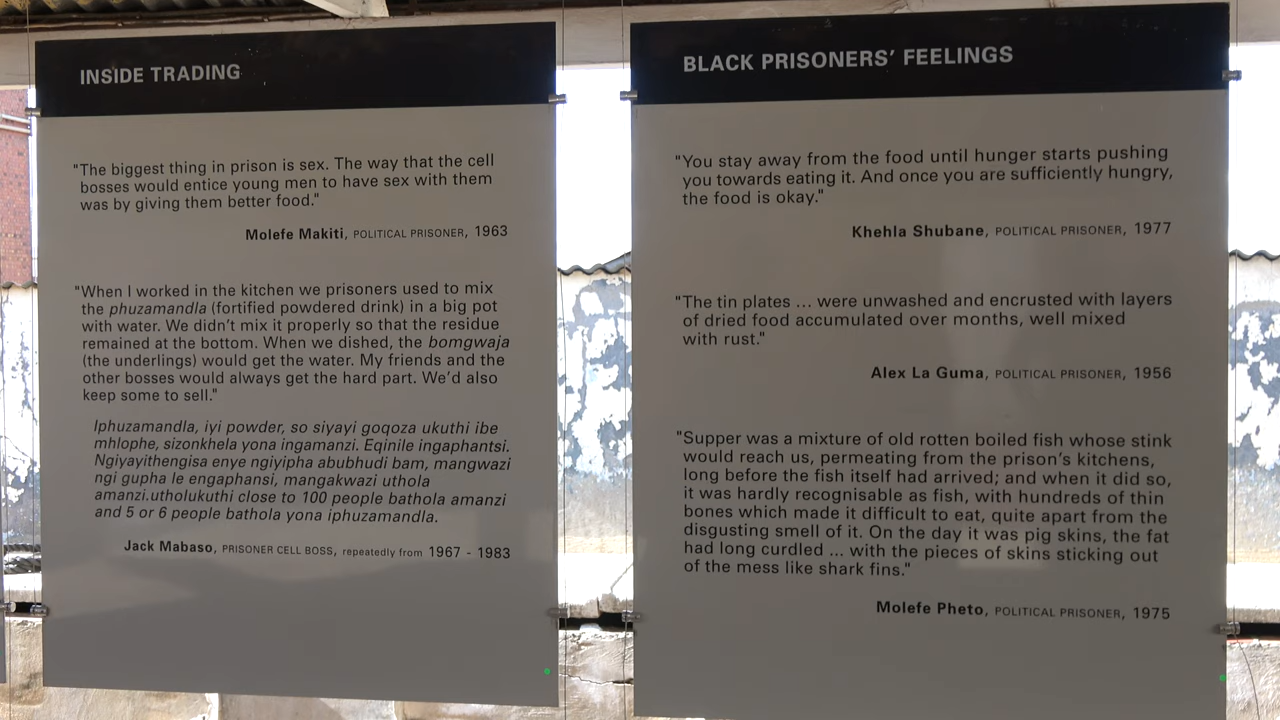 INSIDE TRADING
"The biggest thing in prison is sex. The way that the cell
bosses would entice young men to have sex with them
was by giving them better food."
Molefe Makiti, POLITICAL PRISONER, 1963
"When I worked in the kitchen we prisoners used to mix
the phuzamandla (fortified powdered drink) in a big pot
with water. We didn't mix it properly so that the residue
remained at the bottom. When we dished, the bomgwaja
(the underlings) would get the water. My friends and the
other bosses would always get the hard part. We'd also
keep some to sell."
Iphuzamandla, iyi powder, so siyayi goqoza ukuthi ibe
mhlophe, sizonkhela yona ingamanzi. Eqinile ingaphantsi.
Ngiyayithengisa enye ngiyipha abubhudi bam, mangwazi
ngi gupha le engaphansi, mangakwazi uthola
amanzi.utholukuthi close to 100 people bathola amanzi
and 5 or 6 people bathola yona iphuzamandla.
Jack Mabaso, PRISONER CELL BOSS, repeatedly from 1967 - 1983
BLACK PRISONERS' FEELINGS
"You stay away from the food until hunger starts pushing
you towards eating it. And once you are sufficiently hungry,
the food is okay."
Khehla Shubane, POLITICAL PRISONER, 1977
"The tin plates ... were unwashed and encrusted with layers
of dried food accumulated over months, well mixed
with rust."
Alex La Guma, POLITICAL PRISONER, 1956
"Supper was a mixture of old rotten boiled fish whose stink
would reach us, permeating from the prison's kitchens,
long before the fish itself had arrived; and when it did so,
it was hardly recognisable as fish, with hundreds of thin
bones which made it difficult to eat, quite apart from the
disgusting smell of it. On the day it was pig skins, the fat
had long curdled ... with the pieces of skins sticking out
of the mess like shark fins."
Molefe Pheto, POLITICAL PRISONER, 1975